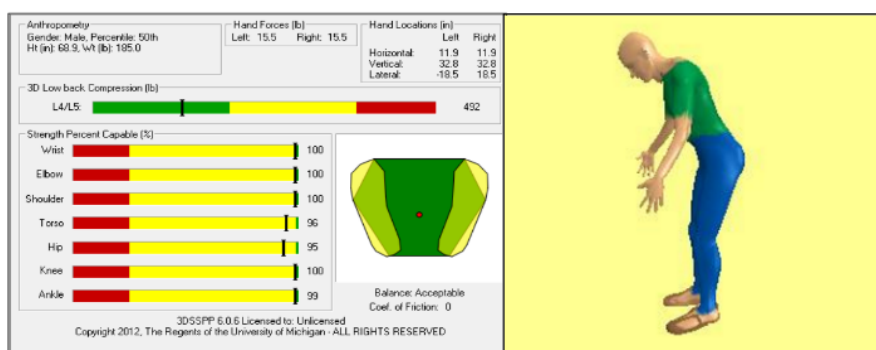 Anthropometry
Gender: Male, Percentile: 50th
Ht (in): 68.9, Wt (lb): 185.0
Hand Forces (lb)
Left: 15.5 Right: 15.5
Hand Locations (in)
Left Right
Horizontal: 11.9 11.9
Vertical: 32.8 32.8
Lateral: -18.5 18.5
3D Low back Compression (lb)
L4/L5: 492
Strength Percent Capable (%)
Wrist 100
Elbow 100
Shoulder 100
Torso 96
Hip 95
Knee 100
Ankle 99
Balance: Acceptable
Coef. of Friction: 0
3DSSPP 6.0.6 Licensed to: Unlicensed
Copyright 2012, The Regents of the University of Michigan - ALL RIGHTS RESERVED